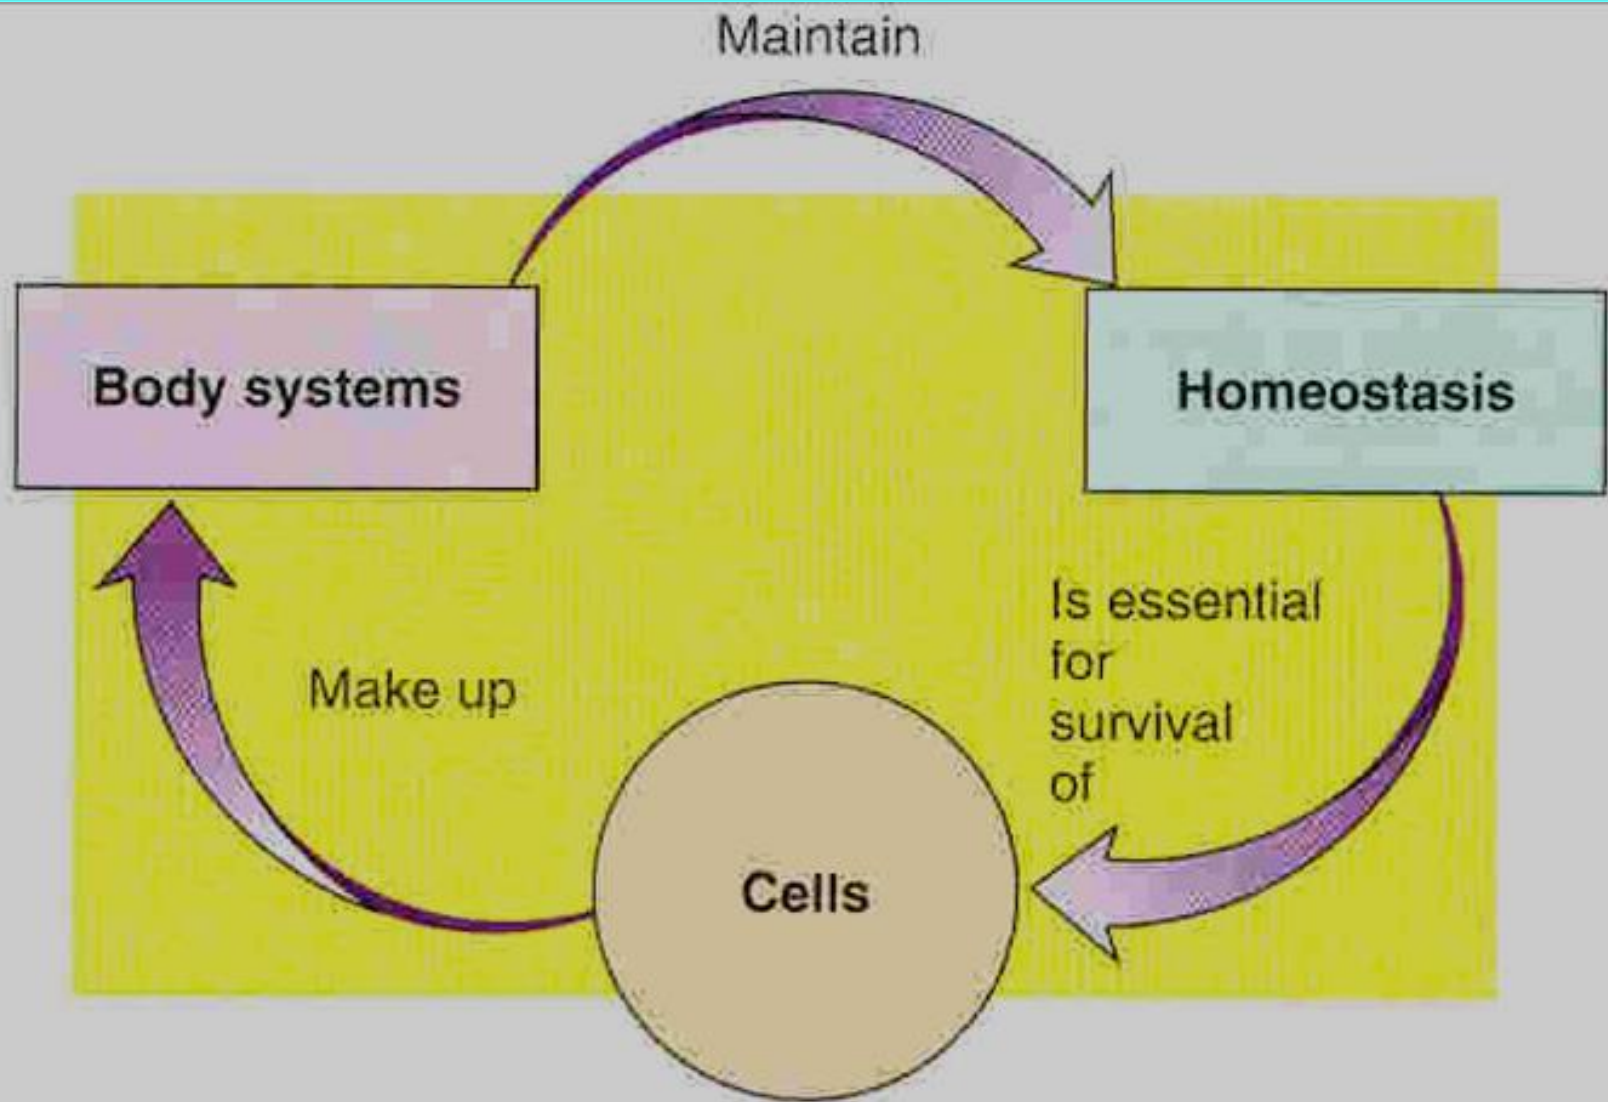 Maintain
Body systems
Homeostasis
Is essential
for
survival
of
Make up
Cells